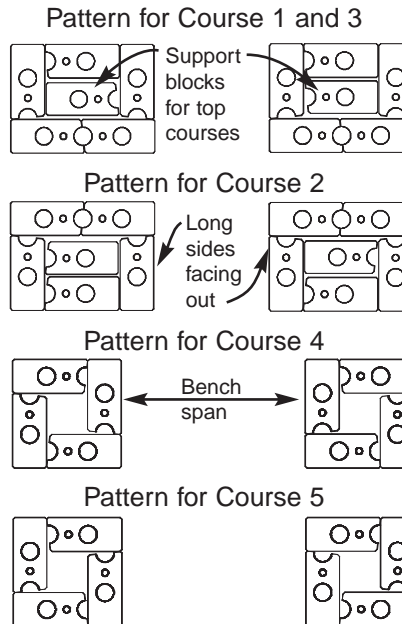 Pattern for Course 1 and 3
Support
blocks
for top
courses
Pattern for Course 2
Long
sides
facing
out
Pattern for Course 4
Bench
span
Pattern for Course 5